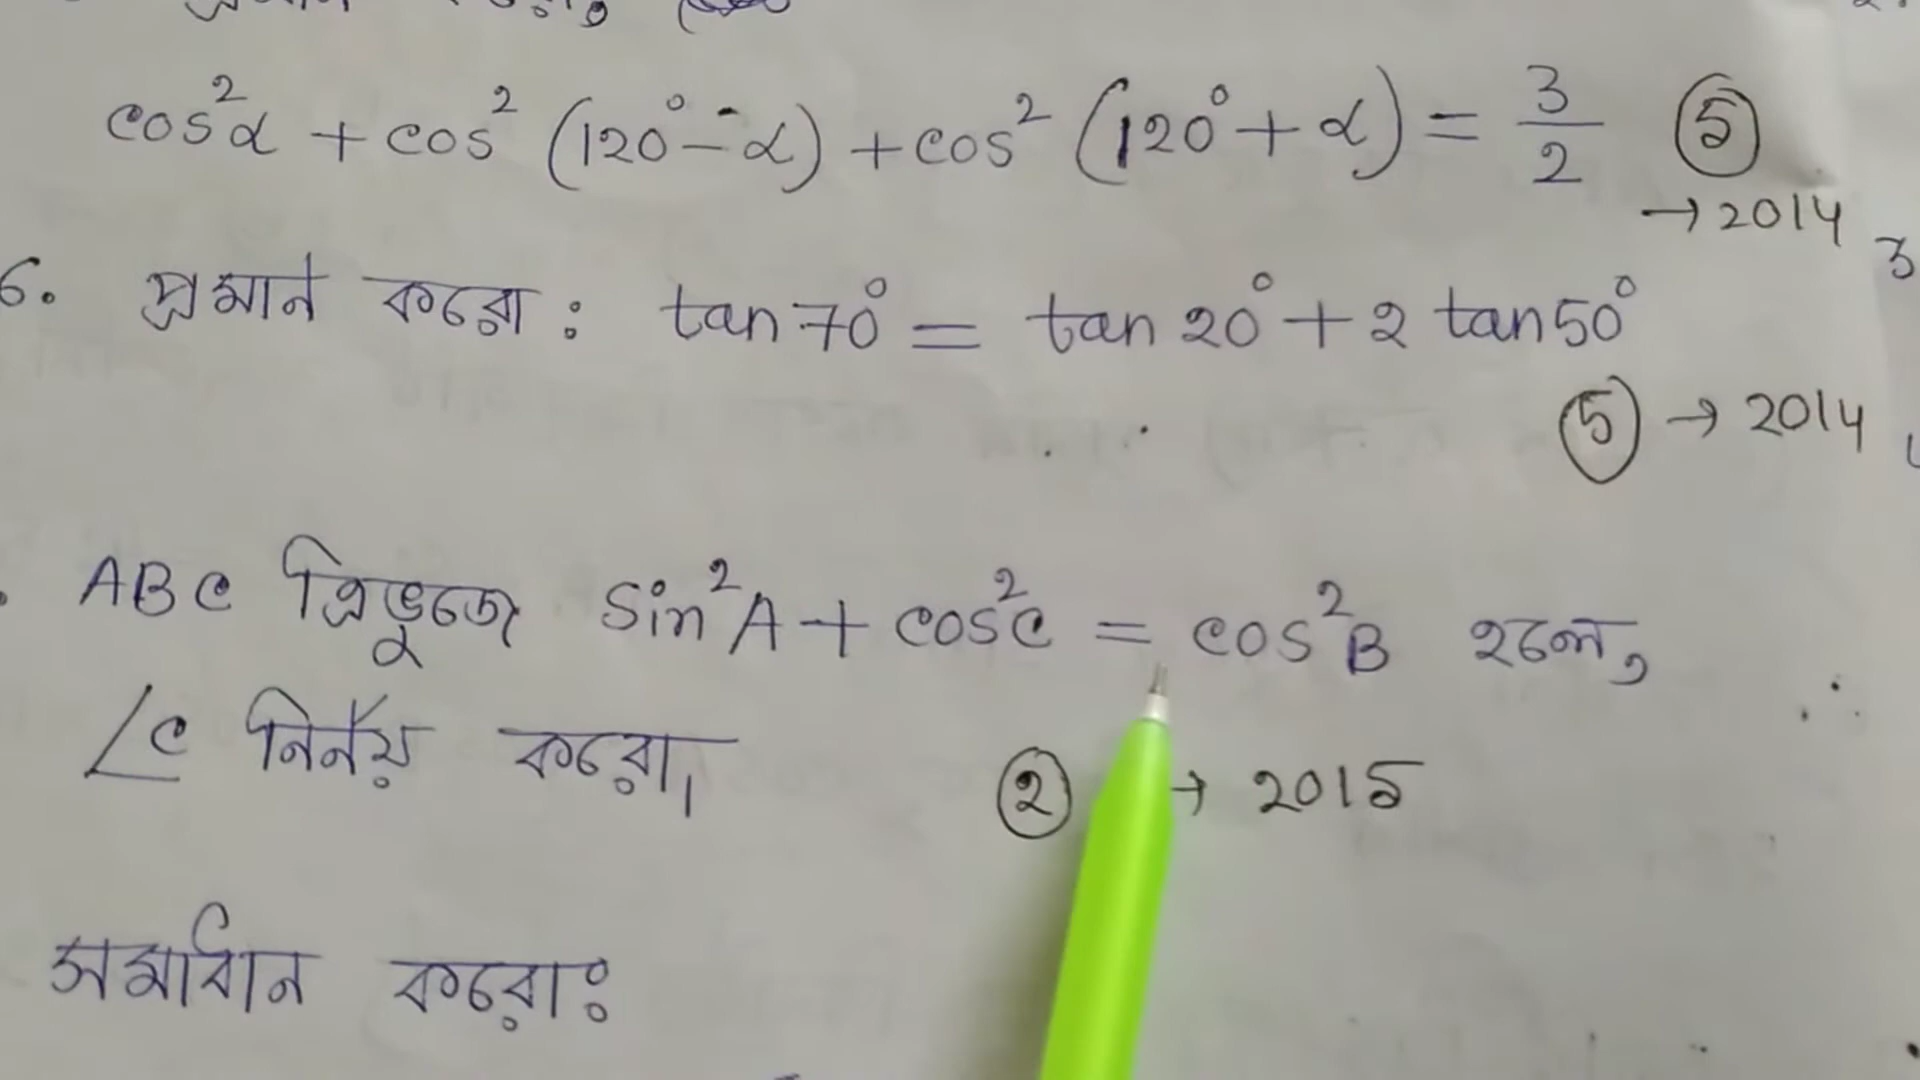 cos²α + cos² (120° - α) + cos² (120° + α) = 3/2 (5)
→ 2014
6. প্রমান করো : tan 70° = tan 20° + 2 tan 50°
(5) → 2014
ABC ত্রিভুজে sin²A + cos²C = cos²B হলে,
∠C নির্নয় করো।
(2) → 2015
সমাধান করোঃ